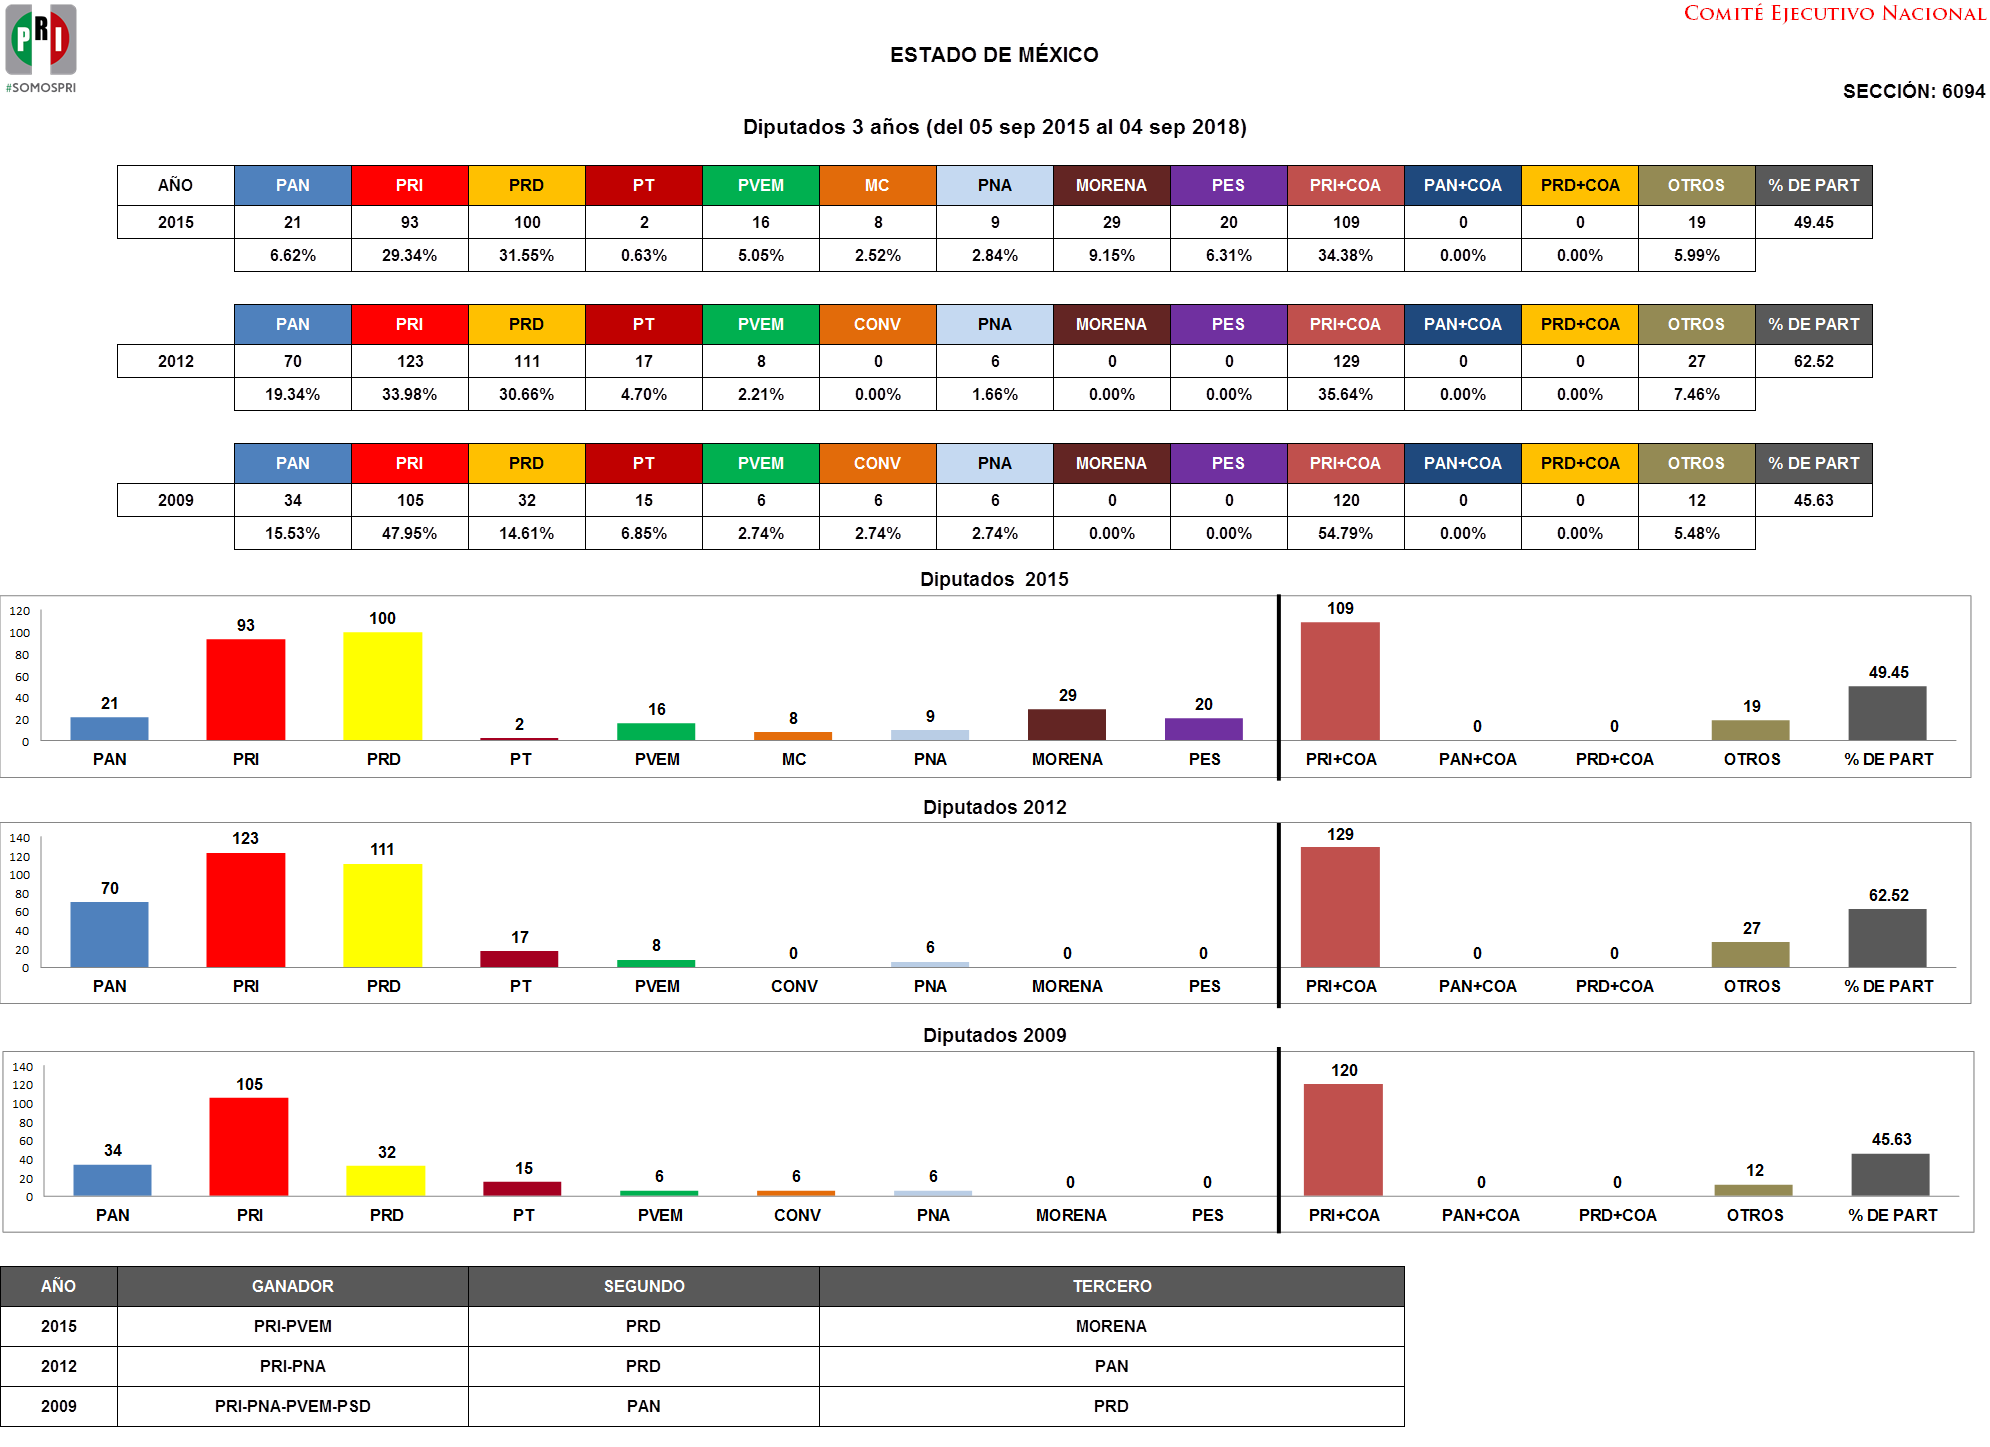 PRI
#SOMOSPRI
COMITÉ EJECUTIVO NACIONAL
ESTADO DE MÉXICO
SECCIÓN: 6094
Diputados 3 años (del 05 sep 2015 al 04 sep 2018)
AÑO PAN PRI PRD PT PVEM MC PNA MORENA PES PRI+COA PAN+COA PRD+COA OTROS % DE PART
2015 21 93 100 2 16 8 9 29 20 109 0 0 19 49.45
6.62% 29.34% 31.55% 0.63% 5.05% 2.52% 2.84% 9.15% 6.31% 34.38% 0.00% 0.00% 5.99%
PAN PRI PRD PT PVEM CONV PNA MORENA PES PRI+COA PAN+COA PRD+COA OTROS % DE PART
2012 70 123 111 17 8 0 6 0 0 129 0 0 27 62.52
19.34% 33.98% 30.66% 4.70% 2.21% 0.00% 1.66% 0.00% 0.00% 35.64% 0.00% 0.00% 7.46%
PAN PRI PRD PT PVEM CONV PNA MORENA PES PRI+COA PAN+COA PRD+COA OTROS % DE PART
2009 34 105 32 15 6 6 6 0 0 120 0 0 12 45.63
15.53% 47.95% 14.61% 6.85% 2.74% 2.74% 2.74% 0.00% 0.00% 54.79% 0.00% 0.00% 5.48%
Diputados 2015
120
100
80
60
40
20
0
21 93 100 2 16 8 9 29 20 109 0 0 19 49.45
PAN PRI PRD PT PVEM MC PNA MORENA PES PRI+COA PAN+COA PRD+COA OTROS % DE PART
Diputados 2012
140
120
100
80
60
40
20
0
70 123 111 17 8 0 6 0 0 129 0 0 27 62.52
PAN PRI PRD PT PVEM CONV PNA MORENA PES PRI+COA PAN+COA PRD+COA OTROS % DE PART
Diputados 2009
140
120
100
80
60
40
20
0
34 105 32 15 6 6 6 0 0 120 0 0 12 45.63
PAN PRI PRD PT PVEM CONV PNA MORENA PES PRI+COA PAN+COA PRD+COA OTROS % DE PART
AÑO GANADOR SEGUNDO TERCERO
2015 PRI-PVEM PRD MORENA
2012 PRI-PNA PRD PAN
2009 PRI-PNA-PVEM-PSD PAN PRD